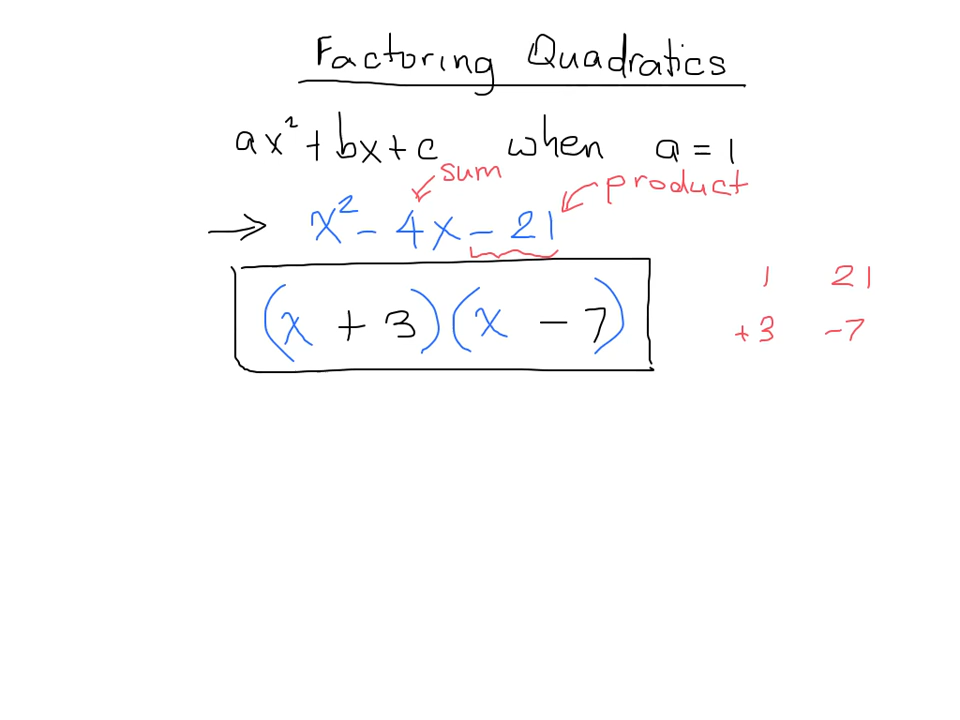 Factoring Quadratics
ax² + bx + c when a = 1
sum
product
→ x² - 4x - 21
(x + 3)(x - 7)
1 21
+3 -7